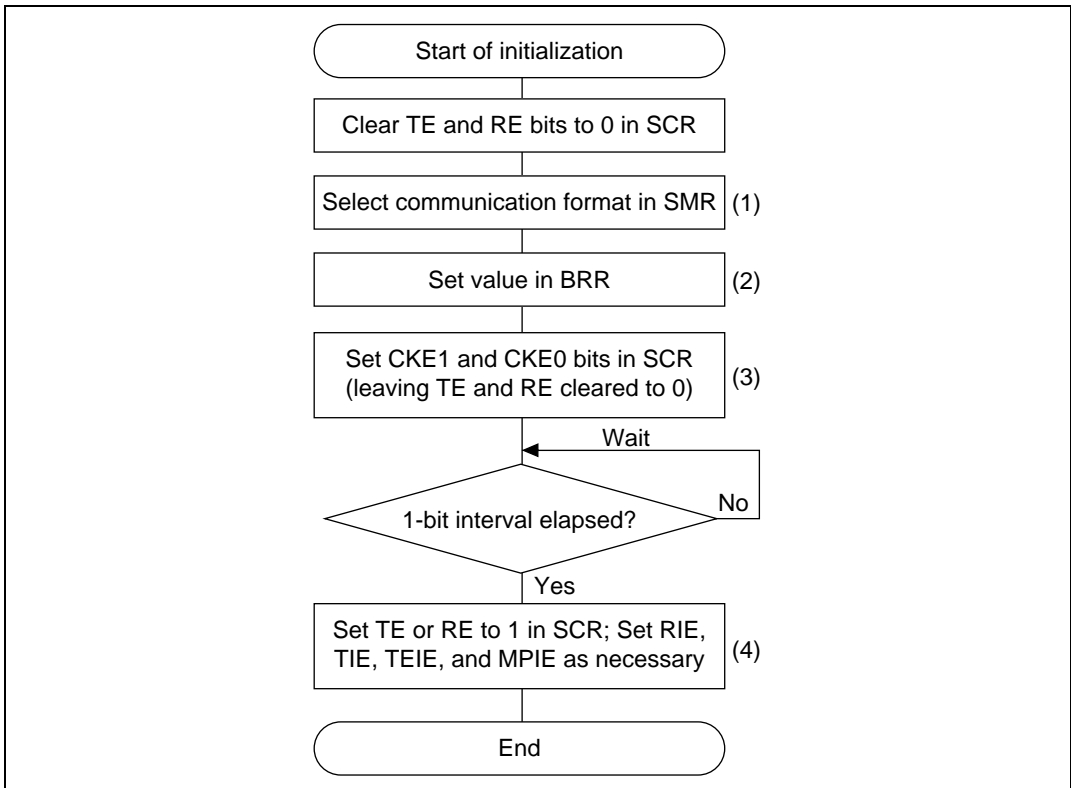 Start of initialization
Clear TE and RE bits to 0 in SCR
Select communication format in SMR
(1)
Set value in BRR
(2)
Set CKE1 and CKE0 bits in SCR
(leaving TE and RE cleared to 0)
(3)
Wait
1-bit interval elapsed?
No
Yes
Set TE or RE to 1 in SCR; Set RIE,
TIE, TEIE, and MPIE as necessary
(4)
End